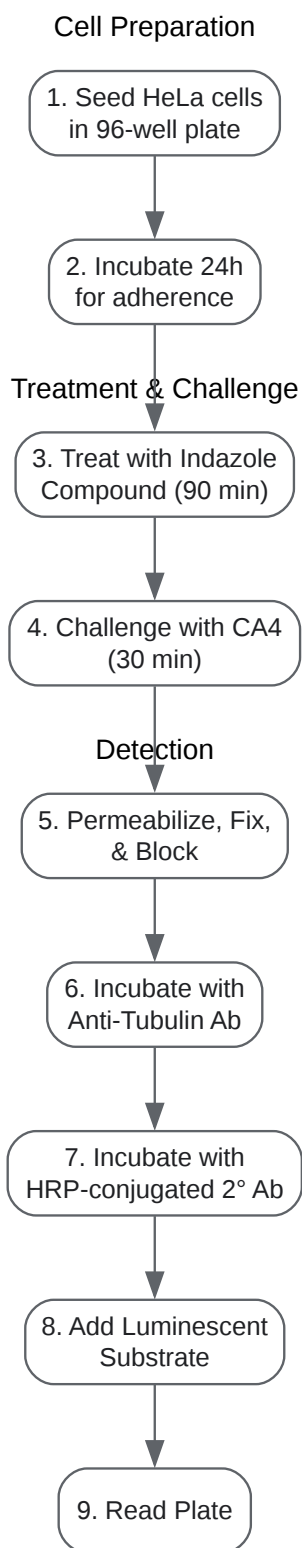 Cell Preparation
1. Seed HeLa cells
in 96-well plate
2. Incubate 24h
for adherence
Treatment & Challenge
3. Treat with Indazole
Compound (90 min)
4. Challenge with CA4
(30 min)
Detection
5. Permeabilize, Fix,
& Block
6. Incubate with
Anti-Tubulin Ab
7. Incubate with
HRP-conjugated 2° Ab
8. Add Luminescent
Substrate
9. Read Plate